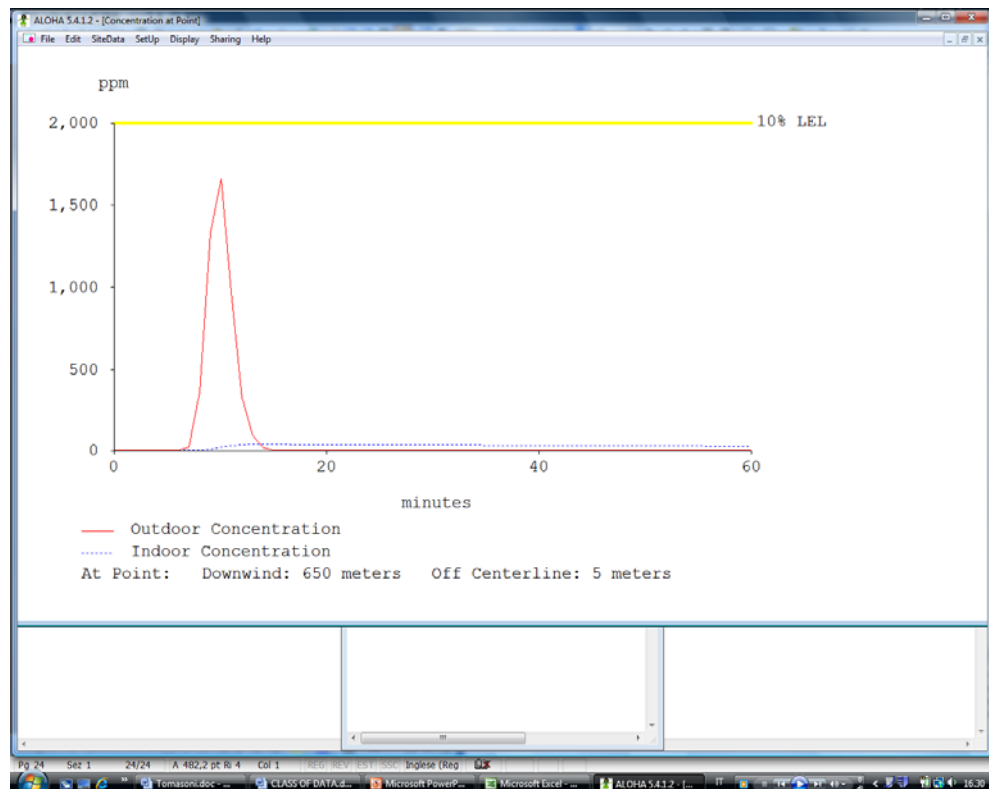 ALOHA 5.4.1.2 - [Concentration at Point]
File Edit SiteData SetUp Display Sharing Help
ppm
2,000
10% LEL
1,500
1,000
500
0
0 20 40 60
minutes
Outdoor Concentration
Indoor Concentration
At Point: Downwind: 650 meters Off Centerline: 5 meters
Pg 24 Sez 1 24/24 A 482,2 pt Ri 4 Col 1 REG REV EST SSC Inglese (Reg
Tomasoni.doc - ... CLASS OF DATA.d... Microsoft PowerP... Microsoft Excel - ... ALOHA 5.4.1.2 - [... IT 16.30